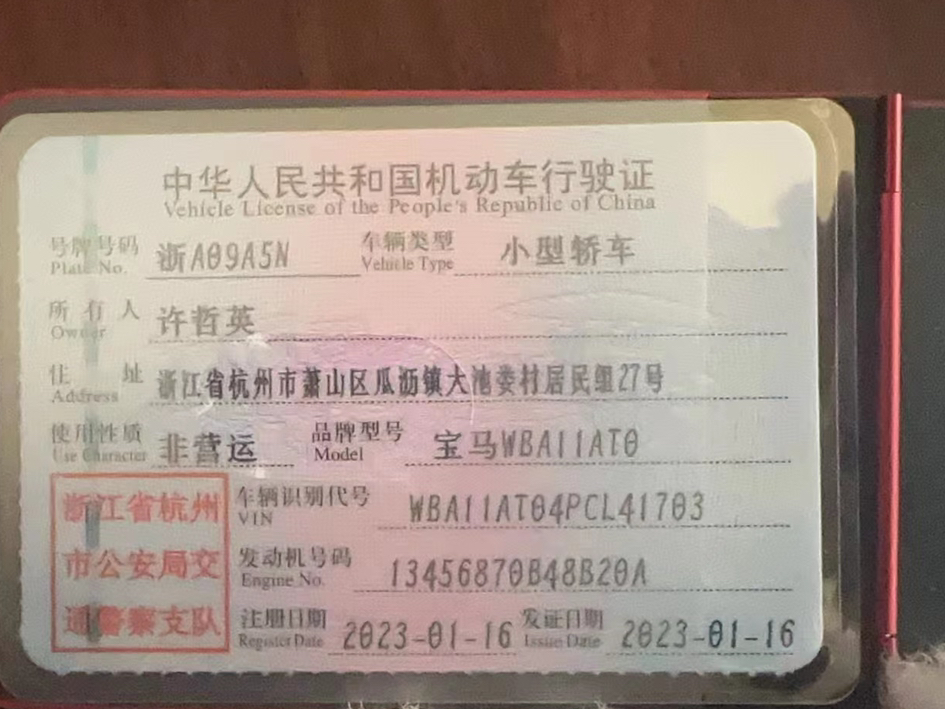 中华人民共和国机动车行驶证
Vehicle License of the People's Republic of China
号牌号码 浙A09A5N 车辆类型 小型轿车
Plate No. Vehicle Type
所有人 许哲英
Owner
住址 浙江省杭州市萧山区瓜沥镇大池娄村居民组27号
Address
使用性质 非营运 品牌型号 宝马WBA11AT0
Use Character Model
浙江省杭州 车辆识别代号 WBA11AT04PCL41703
VIN
市公安局交 发动机号码 13456870B48B20A
Engine No.
通警察支队 注册日期 2023-01-16 发证日期 2023-01-16
Register Date Issue Date